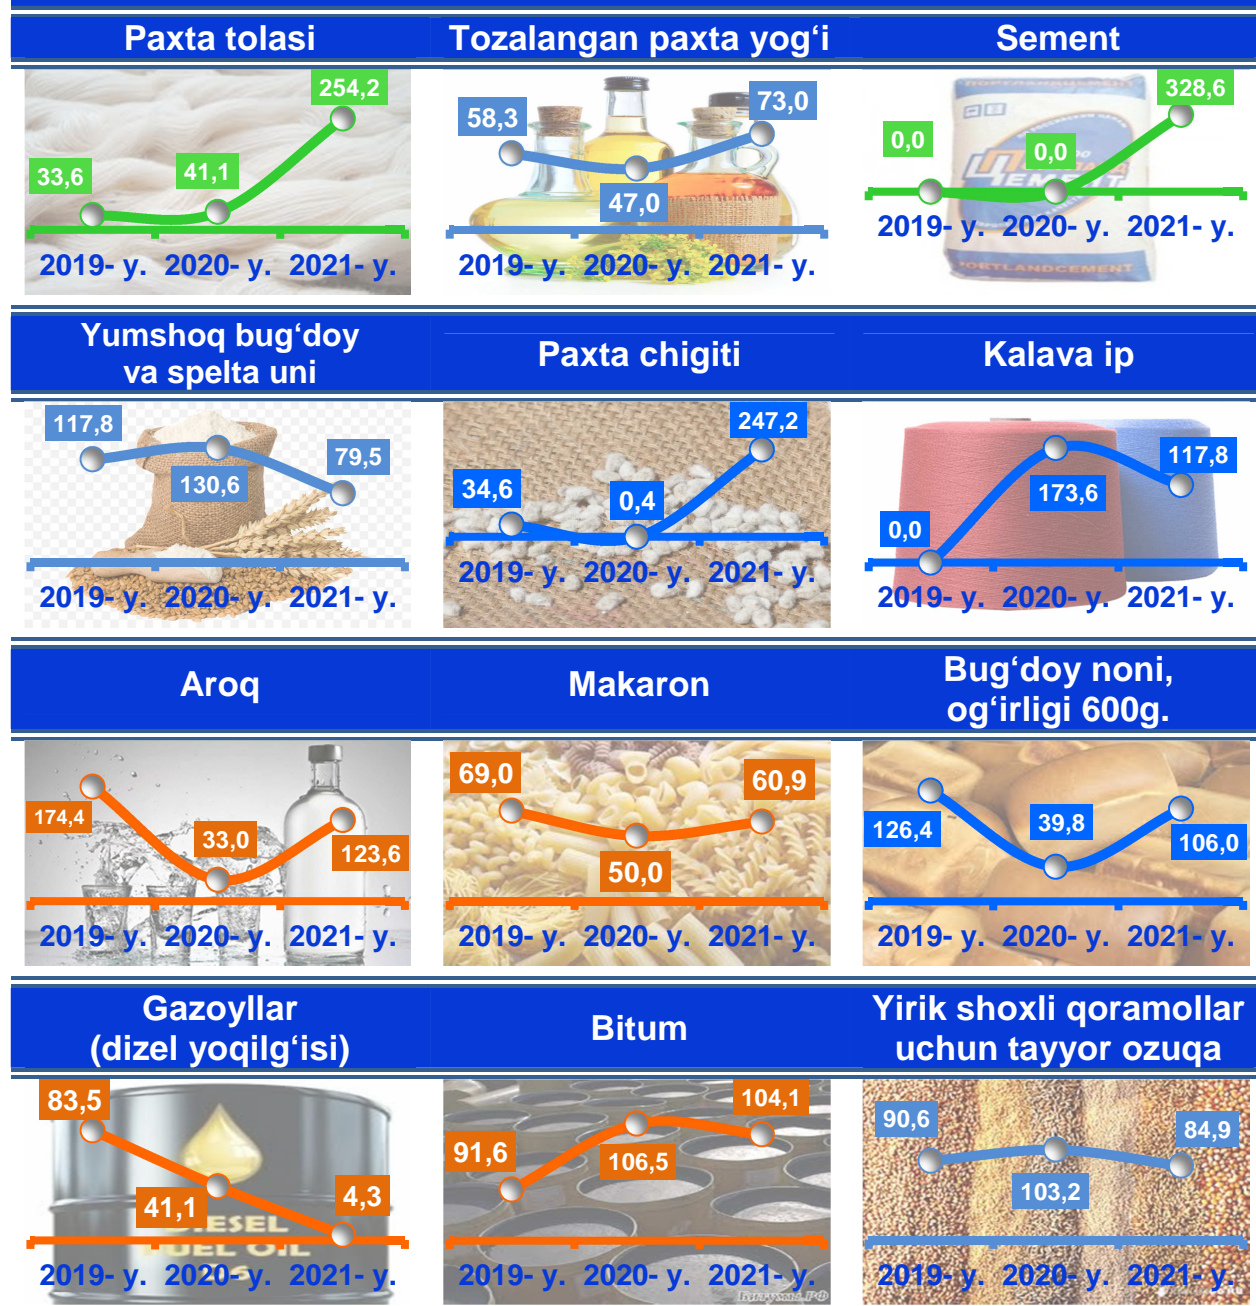 Paxta tolasi
Tozalangan paxta yog‘i
Sement
254,2
33,6
41,1
2019- y. 2020- y. 2021- y.
58,3
73,0
47,0
2019- y. 2020- y. 2021- y.
328,6
0,0
0,0
ЦЕМЕНТ
2019- y. 2020- y. 2021- y.
PORTLANDCEMENT
Yumshoq bug‘doy
va spelta uni
Paxta chigiti
Kalava ip
117,8
79,5
130,6
2019- y. 2020- y. 2021- y.
247,2
34,6
0,4
2019- y. 2020- y. 2021- y.
117,8
173,6
0,0
2019- y. 2020- y. 2021- y.
Aroq
Makaron
Bug‘doy noni,
og‘irligi 600g.
174,4
33,0
123,6
2019- y. 2020- y. 2021- y.
69,0
60,9
50,0
2019- y. 2020- y. 2021- y.
126,4
39,8
106,0
2019- y. 2020- y. 2021- y.
Gazoyllar
(dizel yoqilg‘isi)
Bitum
Yirik shoxli qoramollar
uchun tayyor ozuqa
83,5
41,1
4,3
DIESEL
FUEL OIL
2019- y. 2020- y. 2021- y.
104,1
91,6
106,5
2019- y. 2020- y. 2021- y.
Битумы.РФ
90,6
84,9
103,2
2019- y. 2020- y. 2021- y.